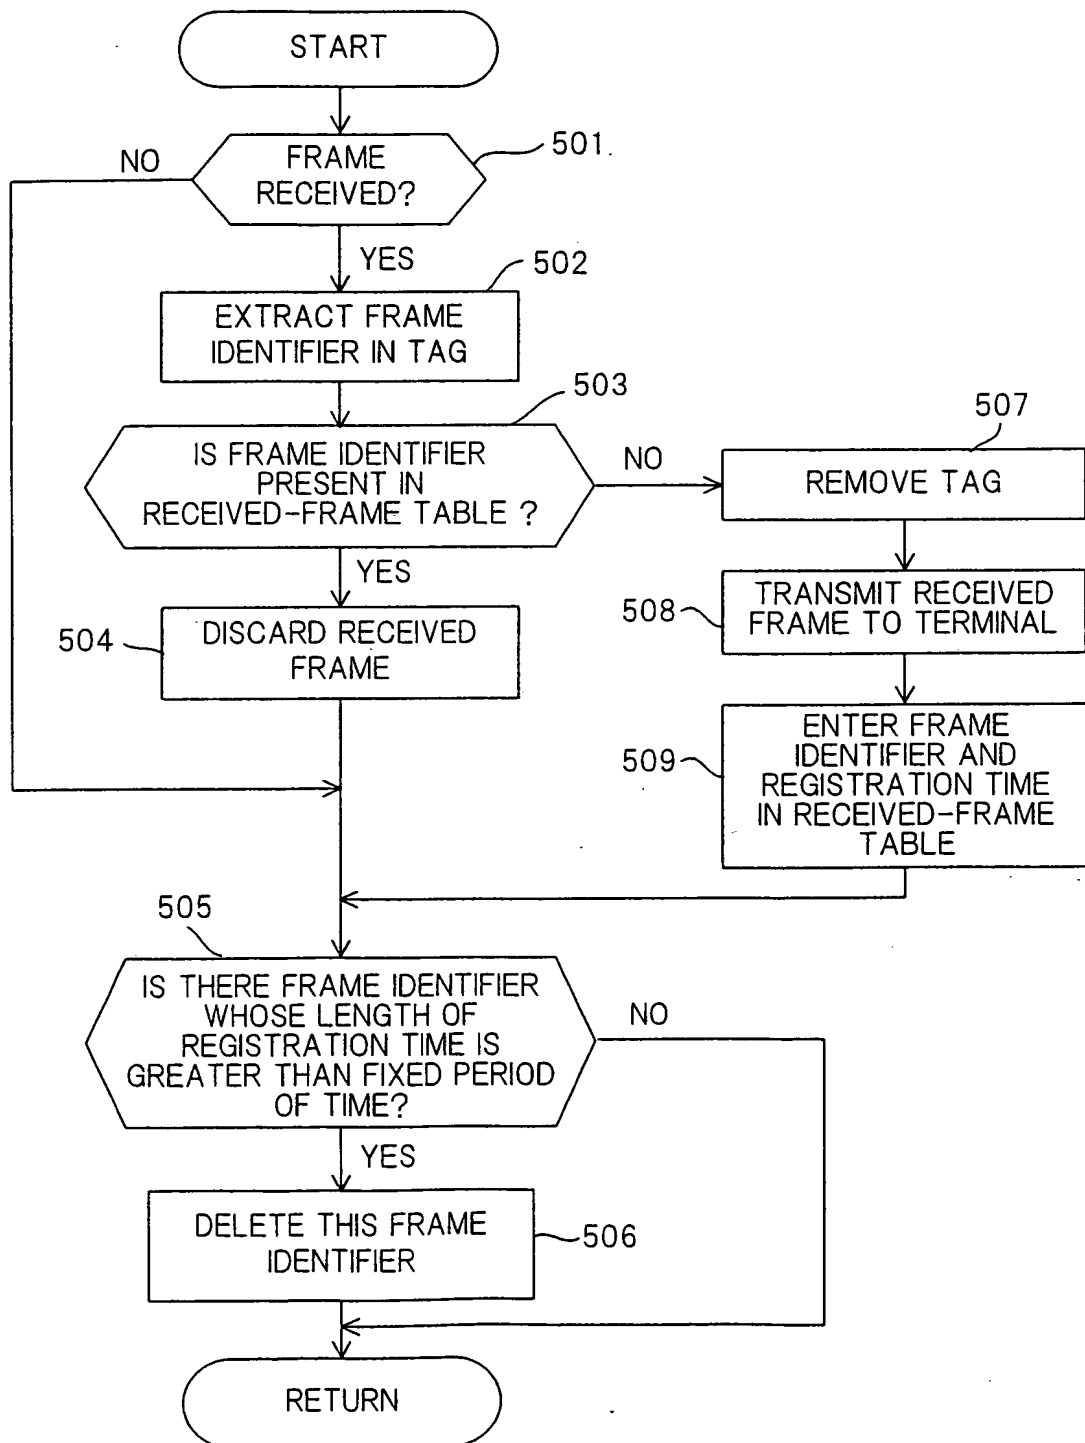 START
501
NO
FRAME
RECEIVED?
YES
502
EXTRACT FRAME
IDENTIFIER IN TAG
503
507
IS FRAME IDENTIFIER
PRESENT IN
RECEIVED-FRAME TABLE ?
NO
REMOVE TAG
YES
508
TRANSMIT RECEIVED
FRAME TO TERMINAL
504
DISCARD RECEIVED
FRAME
509
ENTER FRAME
IDENTIFIER AND
REGISTRATION TIME
IN RECEIVED-FRAME
TABLE
505
IS THERE FRAME IDENTIFIER
WHOSE LENGTH OF
REGISTRATION TIME IS
GREATER THAN FIXED PERIOD
OF TIME?
NO
YES
DELETE THIS FRAME
IDENTIFIER
506
RETURN